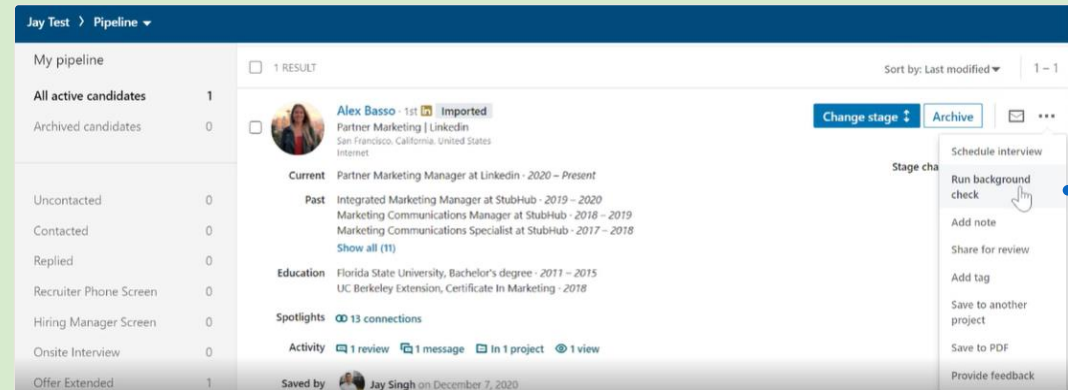 Jay Test > Pipeline
My pipeline
All active candidates 1
Archived candidates 0
Uncontacted 0
Contacted 0
Replied 0
Recruiter Phone Screen 0
Hiring Manager Screen 0
Onsite Interview 0
Offer Extended 1
1 RESULT
Sort by: Last modified
1 – 1
Alex Basso · 1st in Imported
Partner Marketing | Linkedin
San Francisco, California, United States
Internet
Change stage
Archive
Stage cha
Current Partner Marketing Manager at Linkedin · 2020 – Present
Past Integrated Marketing Manager at StubHub · 2019 – 2020
Marketing Communications Manager at StubHub · 2018 – 2019
Marketing Communications Specialist at StubHub · 2017 – 2018
Show all (11)
Education Florida State University, Bachelor's degree · 2011 – 2015
UC Berkeley Extension, Certificate In Marketing · 2018
Spotlights 13 connections
Activity 1 review 1 message In 1 project 1 view
Saved by Jay Singh on December 7, 2020
Schedule interview
Run background
check
Add note
Share for review
Add tag
Save to another
project
Save to PDF
Provide feedback